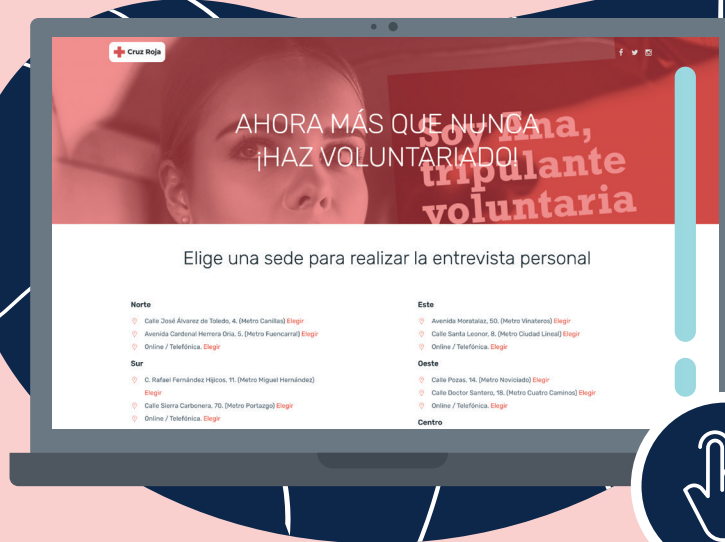 Cruz Roja
AHORA MÁS QUE NUNCA
¡HAZ VOLUNTARIADO!
Soy Ana,
tripulante
voluntaria
Elige una sede para realizar la entrevista personal
Norte
Calle José Álvarez de Toledo, 4. (Metro Canillas) Elegir
Avenida Cardenal Herrera Oria, 5. (Metro Fuencarral) Elegir
Online / Telefónica. Elegir
Sur
C. Rafael Fernández Hijicos, 11. (Metro Miguel Hernández)
Elegir
Calle Sierra Carbonera, 70. (Metro Portazgo) Elegir
Online / Telefónica. Elegir
Este
Avenida Moratalaz, 50. (Metro Vinateros) Elegir
Calle Santa Leonor, 8. (Metro Ciudad Lineal) Elegir
Online / Telefónica. Elegir
Oeste
Calle Pozas, 14. (Metro Noviciado) Elegir
Calle Doctor Santero, 18. (Metro Cuatro Caminos) Elegir
Online / Telefónica. Elegir
Centro